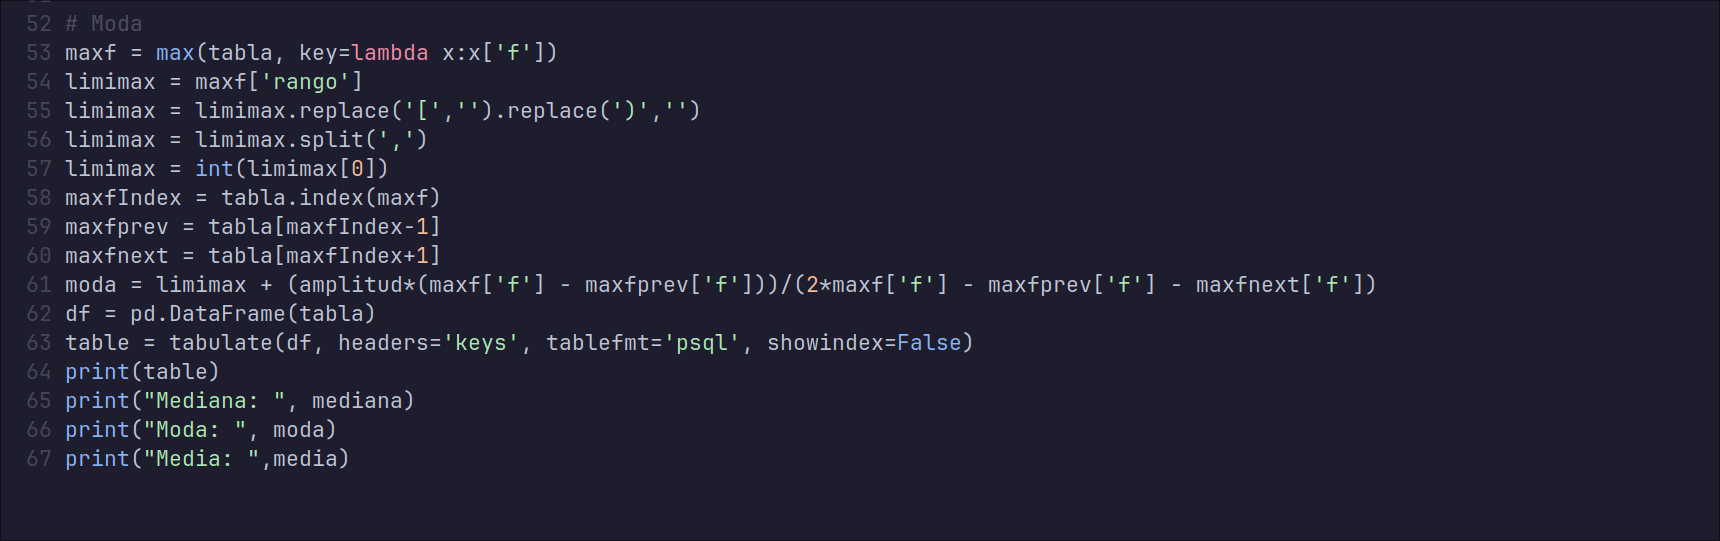 52 # Moda
53 maxf = max(tabla, key=lambda x:x['f'])
54 limimax = maxf['rango']
55 limimax = limimax.replace('[','').replace(')','')
56 limimax = limimax.split(',')
57 limimax = int(limimax[0])
58 maxfIndex = tabla.index(maxf)
59 maxfprev = tabla[maxfIndex-1]
60 maxfnext = tabla[maxfIndex+1]
61 moda = limimax + (amplitud*(maxf['f'] - maxfprev['f']))/(2*maxf['f'] - maxfprev['f'] - maxfnext['f'])
62 df = pd.DataFrame(tabla)
63 table = tabulate(df, headers='keys', tablefmt='psql', showindex=False)
64 print(table)
65 print("Mediana: ", mediana)
66 print("Moda: ", moda)
67 print("Media: ",media)